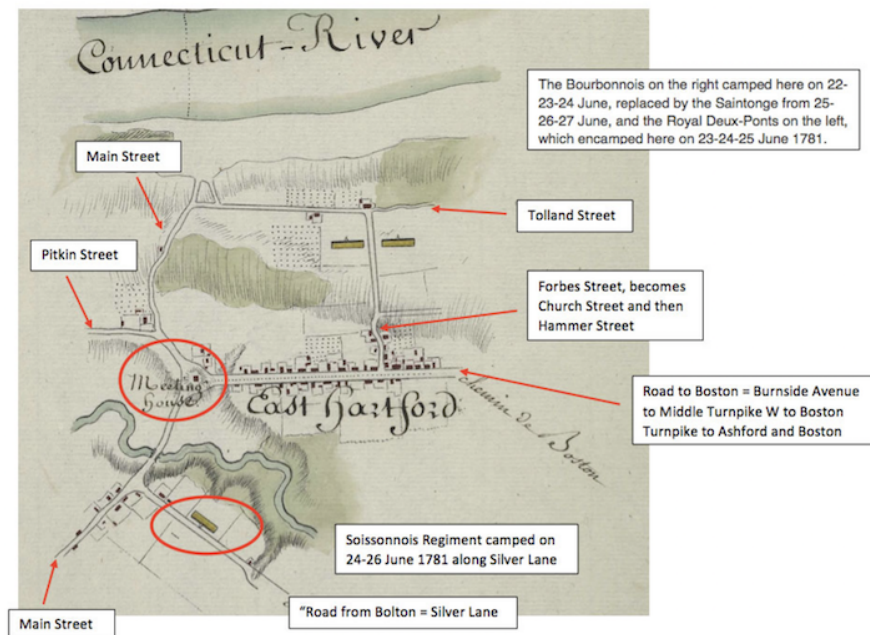 Connecticut-River
The Bourbonnois on the right camped here on 22-
23-24 June, replaced by the Saintonge from 25-
26-27 June, and the Royal Deux-Ponts on the left,
which encamped here on 23-24-25 June 1781.
Main Street
Tolland Street
Pitkin Street
Forbes Street, becomes
Church Street and then
Hammer Street
Meeting
house
East Hartford
chemin de Boston
Road to Boston = Burnside Avenue
to Middle Turnpike W to Boston
Turnpike to Ashford and Boston
Soissonnois Regiment camped on
24-26 June 1781 along Silver Lane
Main Street
"Road from Bolton = Silver Lane